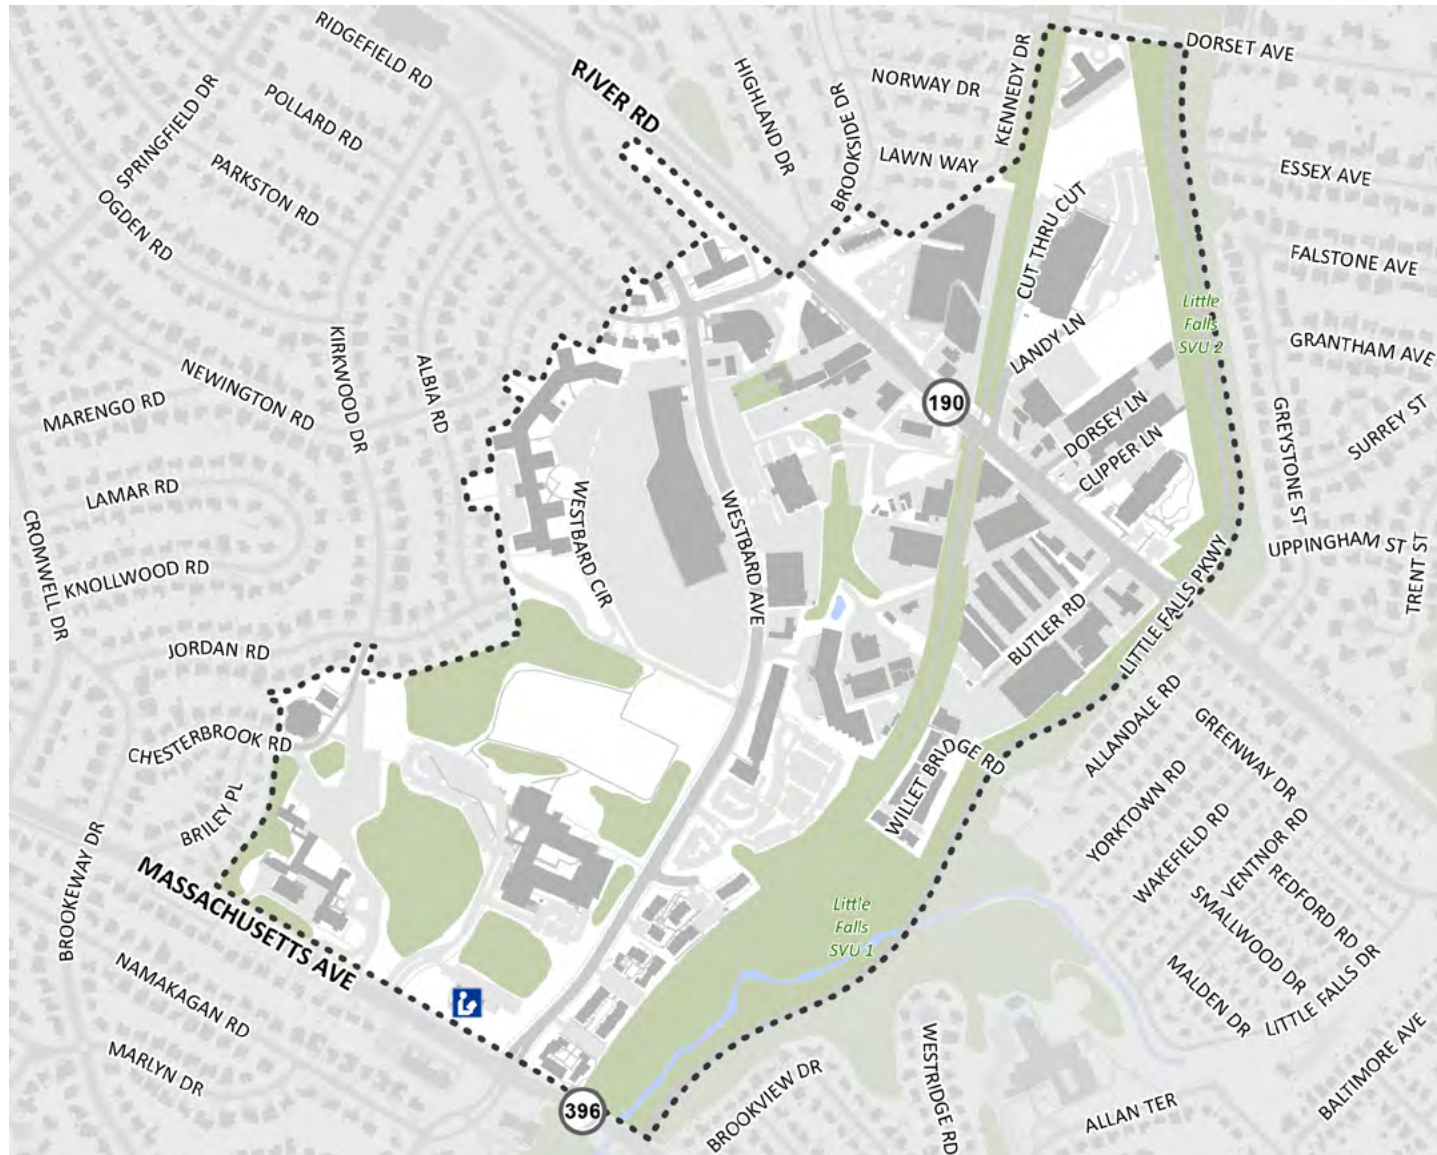 RIDGEFIELD RD
RIVER RD
HIGHLAND DR
BROOKSIDE DR
NORWAY DR
KENNEDY DR
DORSET AVE
SPRINGFIELD DR
POLLARD RD
PARKSTON RD
OGDEN RD
LAWN WAY
ESSEX AVE
CUT THRU CUT
FALSTONE AVE
Little
Falls
SVU 2
KIRKWOOD DR
ALBIA RD
LANDY LN
GRANTHAM AVE
NEWINGTON RD
MARENGO RD
190
DORSEY LN
CLIPPER LN
GREYSTONE ST
SURREY ST
LAMAR RD
WESTBARD CIR
WESTBARD AVE
CROMWELL DR
KNOLLWOOD RD
UPPINGHAM ST
TRENT ST
LITTLE FALLS PKWY
BUTLER RD
JORDAN RD
ALLANDALE RD
GREENWAY DR
CHESTERBROOK RD
WILLET BRIDGE RD
YORKTOWN RD
BRILEY PL
WAKEFIELD RD
VENTNOR RD
REDFORD RD
SMALLWOOD DR
BROOKEWAY DR
MASSACHUSETTS AVE
Little
Falls
SVU 1
MALDEN DR
LITTLE FALLS DR
NAMAKAGAN RD
MARLYN DR
396
BROOKVIEW DR
WESTRIDGE RD
ALLAN TER
BALTIMORE AVE